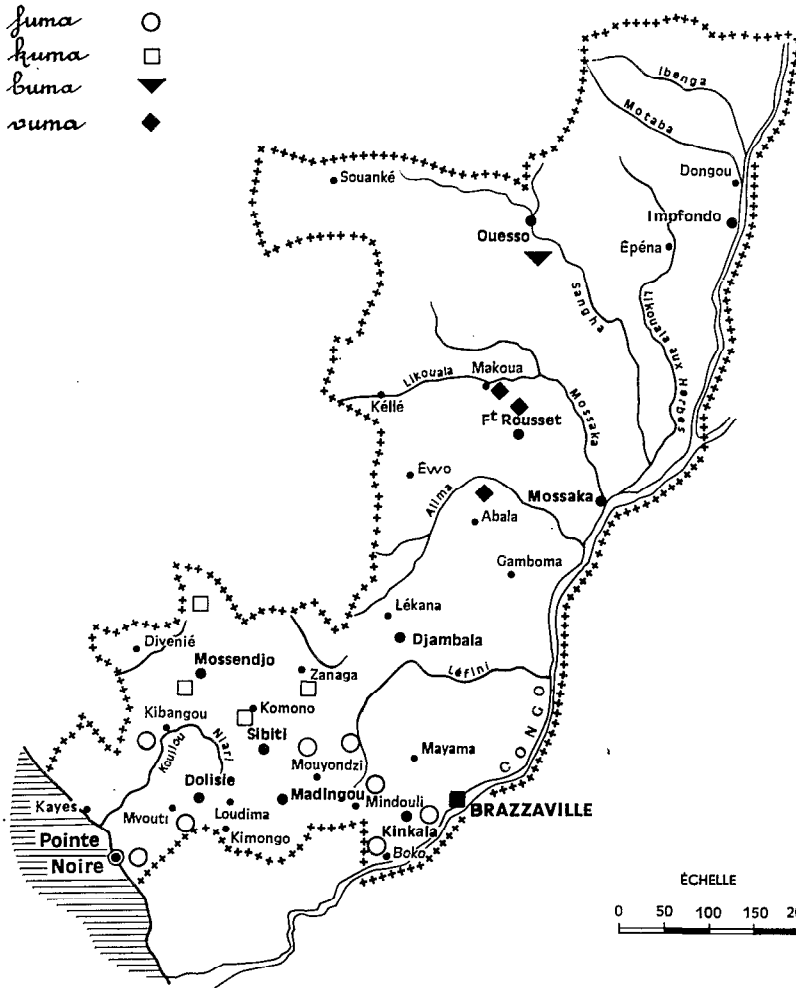 fuma
kuma
buma
vuma
Ibenga
Motaba
Souanké
Dongou
Impfondo
Ouesso
Épéna
Sangha
Likouala aux Herbes
Likouala
Makoua
Kéllé
Mossaka
Ft Rousset
Éwo
Alima
Mossaka
Abala
Gamboma
Lékana
Djambala
Divenié
Mossendjo
Zanaga
Léfini
Komono
Kibangou
CONGO
Kouilou
Niari
Sibiti
Mayama
Mouyondzi
Dolisie
Madingou
Mindouli
Kayes
Mvouti
Loudima
BRAZZAVILLE
Kimongo
Kinkala
Pointe
Noire
Boko
ÉCHELLE
0 50 100 150